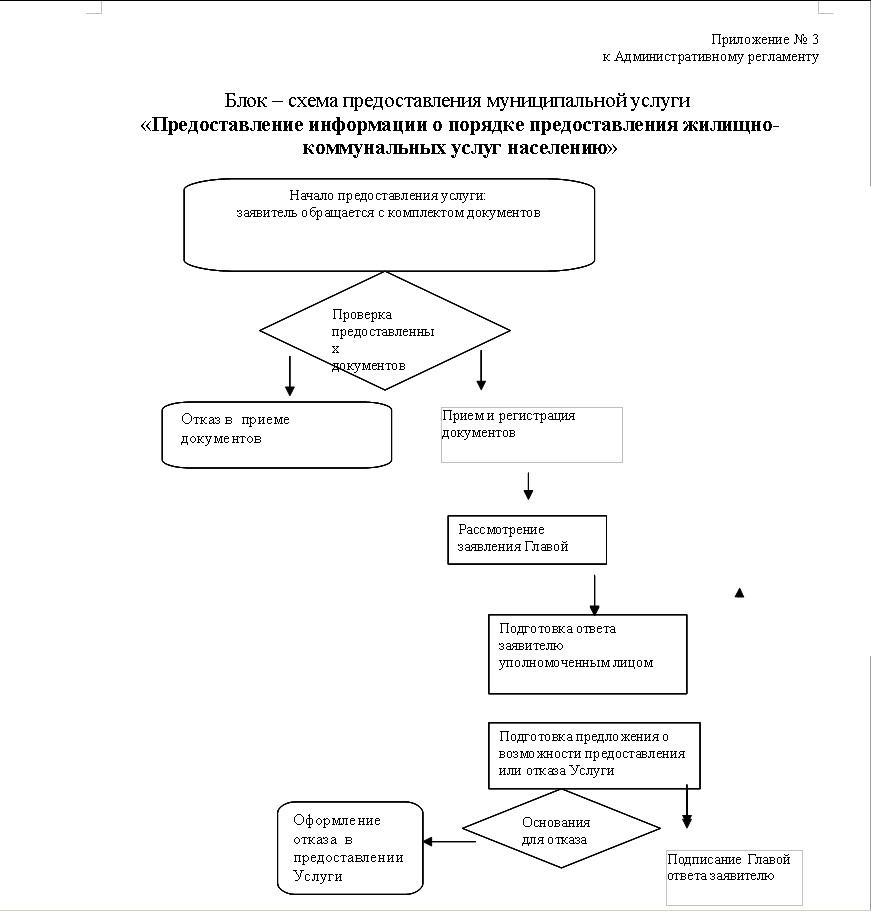 Приложение № 3
к Административному регламенту
Блок – схема предоставления муниципальной услуги
«Предоставление информации о порядке предоставления жилищно-
коммунальных услуг населению»
Начало предоставления услуги:
заявитель обращается с комплектом документов
Проверка
предоставленны
х
документов
Отказ в приеме
документов
Прием и регистрация
документов
Рассмотрение
заявления Главой
Подготовка ответа
заявителю
уполномоченным лицом
Подготовка предложения о
возможности предоставления
или отказа Услуги
Оформление
отказа в
предоставлении
Услуги
Основания
для отказа
Подписание Главой
ответа заявителю